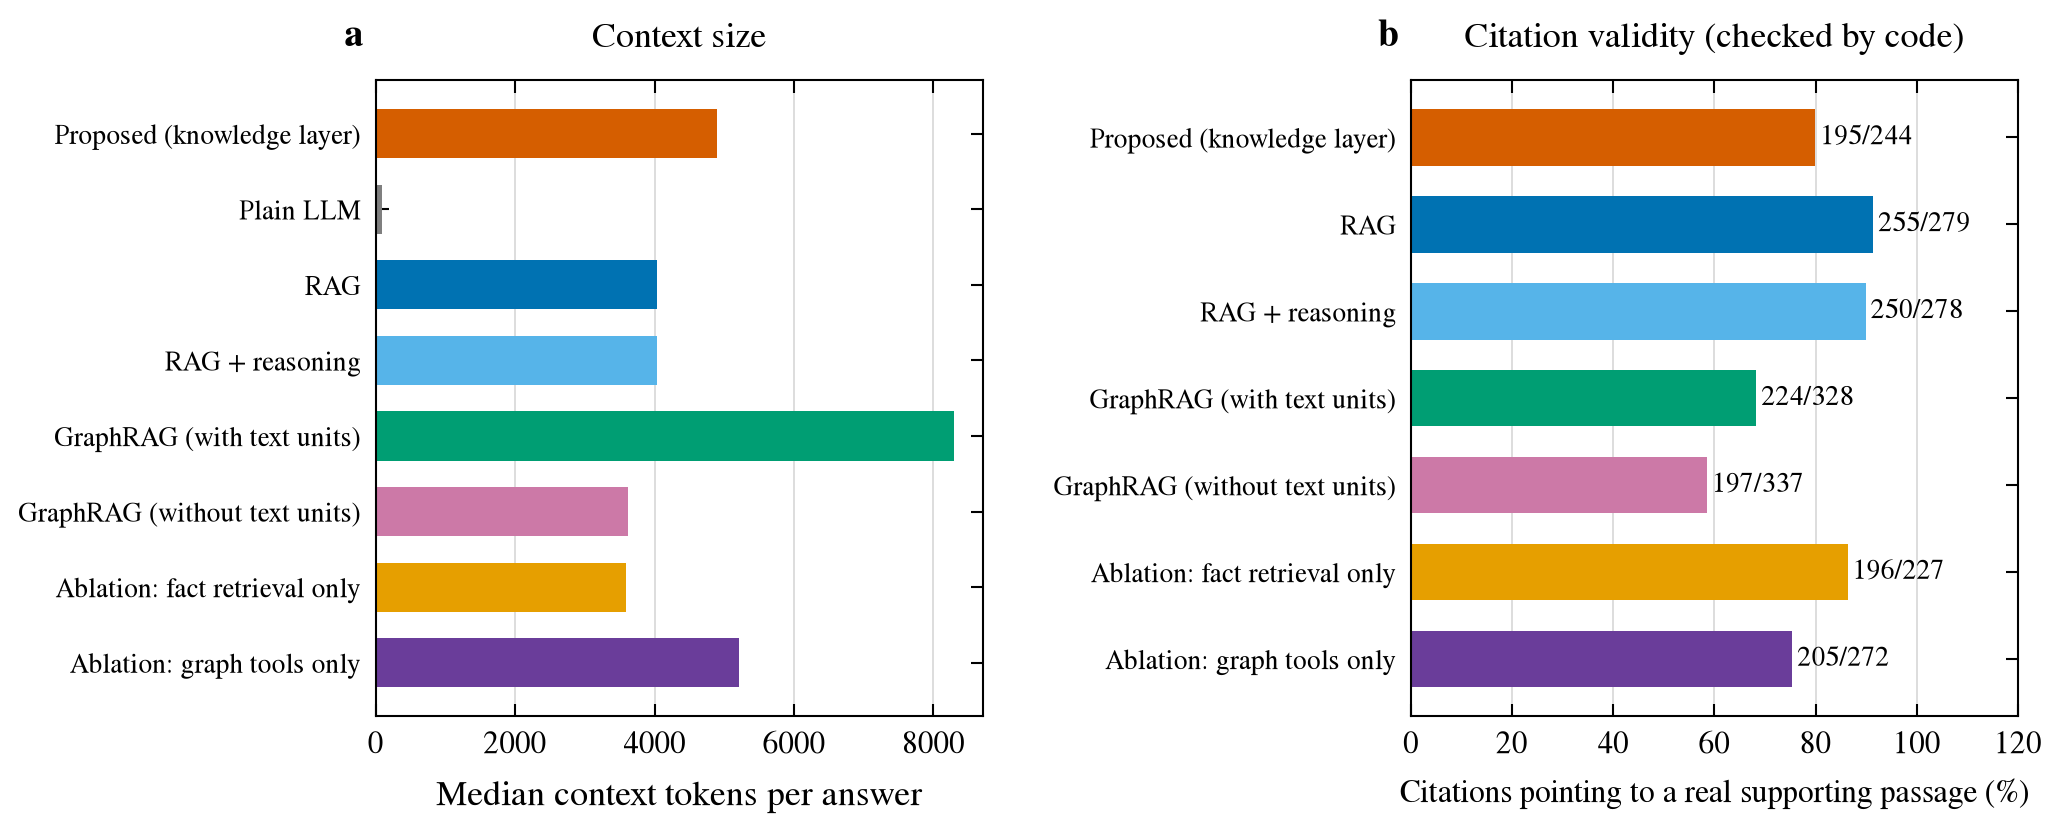 a
Context size
Proposed (knowledge layer)
Plain LLM
RAG
RAG + reasoning
GraphRAG (with text units)
GraphRAG (without text units)
Ablation: fact retrieval only
Ablation: graph tools only
0 2000 4000 6000 8000
Median context tokens per answer
b
Citation validity (checked by code)
Proposed (knowledge layer) 195/244
RAG 255/279
RAG + reasoning 250/278
GraphRAG (with text units) 224/328
GraphRAG (without text units) 197/337
Ablation: fact retrieval only 196/227
Ablation: graph tools only 205/272
0 20 40 60 80 100 120
Citations pointing to a real supporting passage (%)